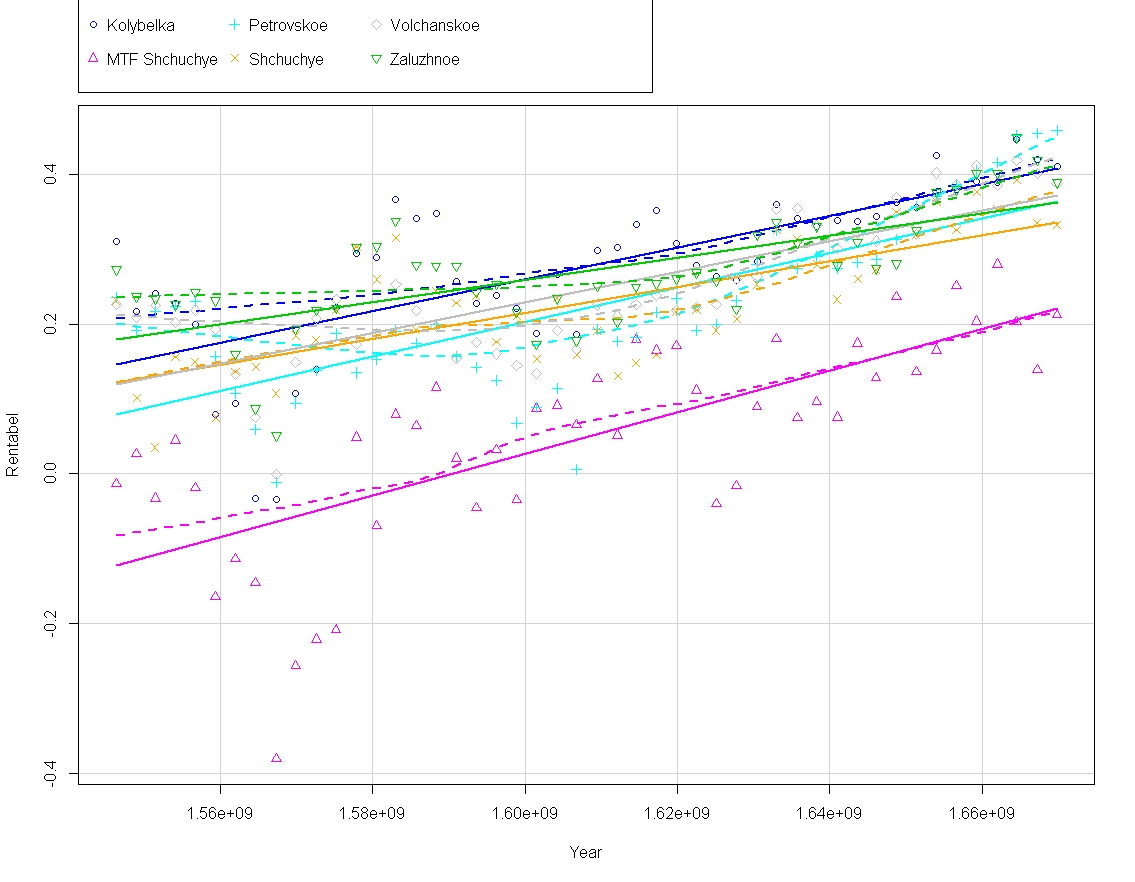 Kolybelka Petrovskoe Volchanskoe
MTF Shchuchye Shchuchye Zaluzhnoe
Rentabel
0.4
0.2
0.0
-0.2
-0.4
1.56e+09 1.58e+09 1.60e+09 1.62e+09 1.64e+09 1.66e+09
Year